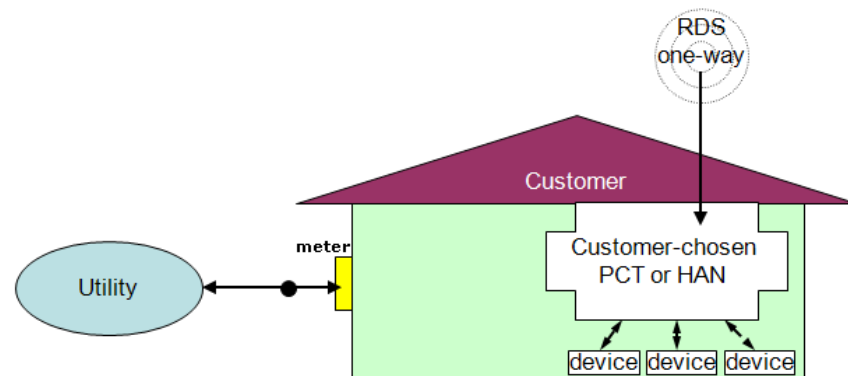 RDS
one-way
Customer
meter
Customer-chosen
PCT or HAN
Utility
device device device